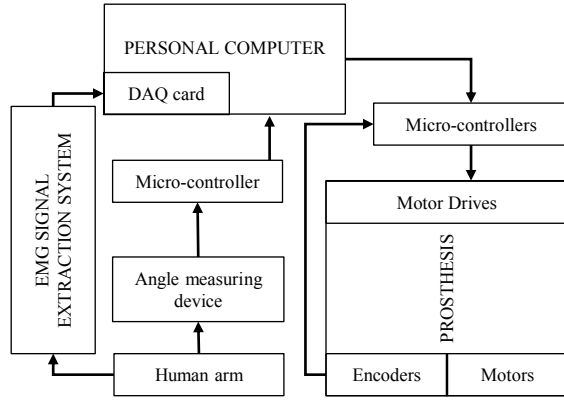 PERSONAL COMPUTER
DAQ card
EMG SIGNAL
EXTRACTION SYSTEM
Micro-controller
Angle measuring
device
Human arm
Micro-controllers
Motor Drives
PROSTHESIS
Encoders
Motors